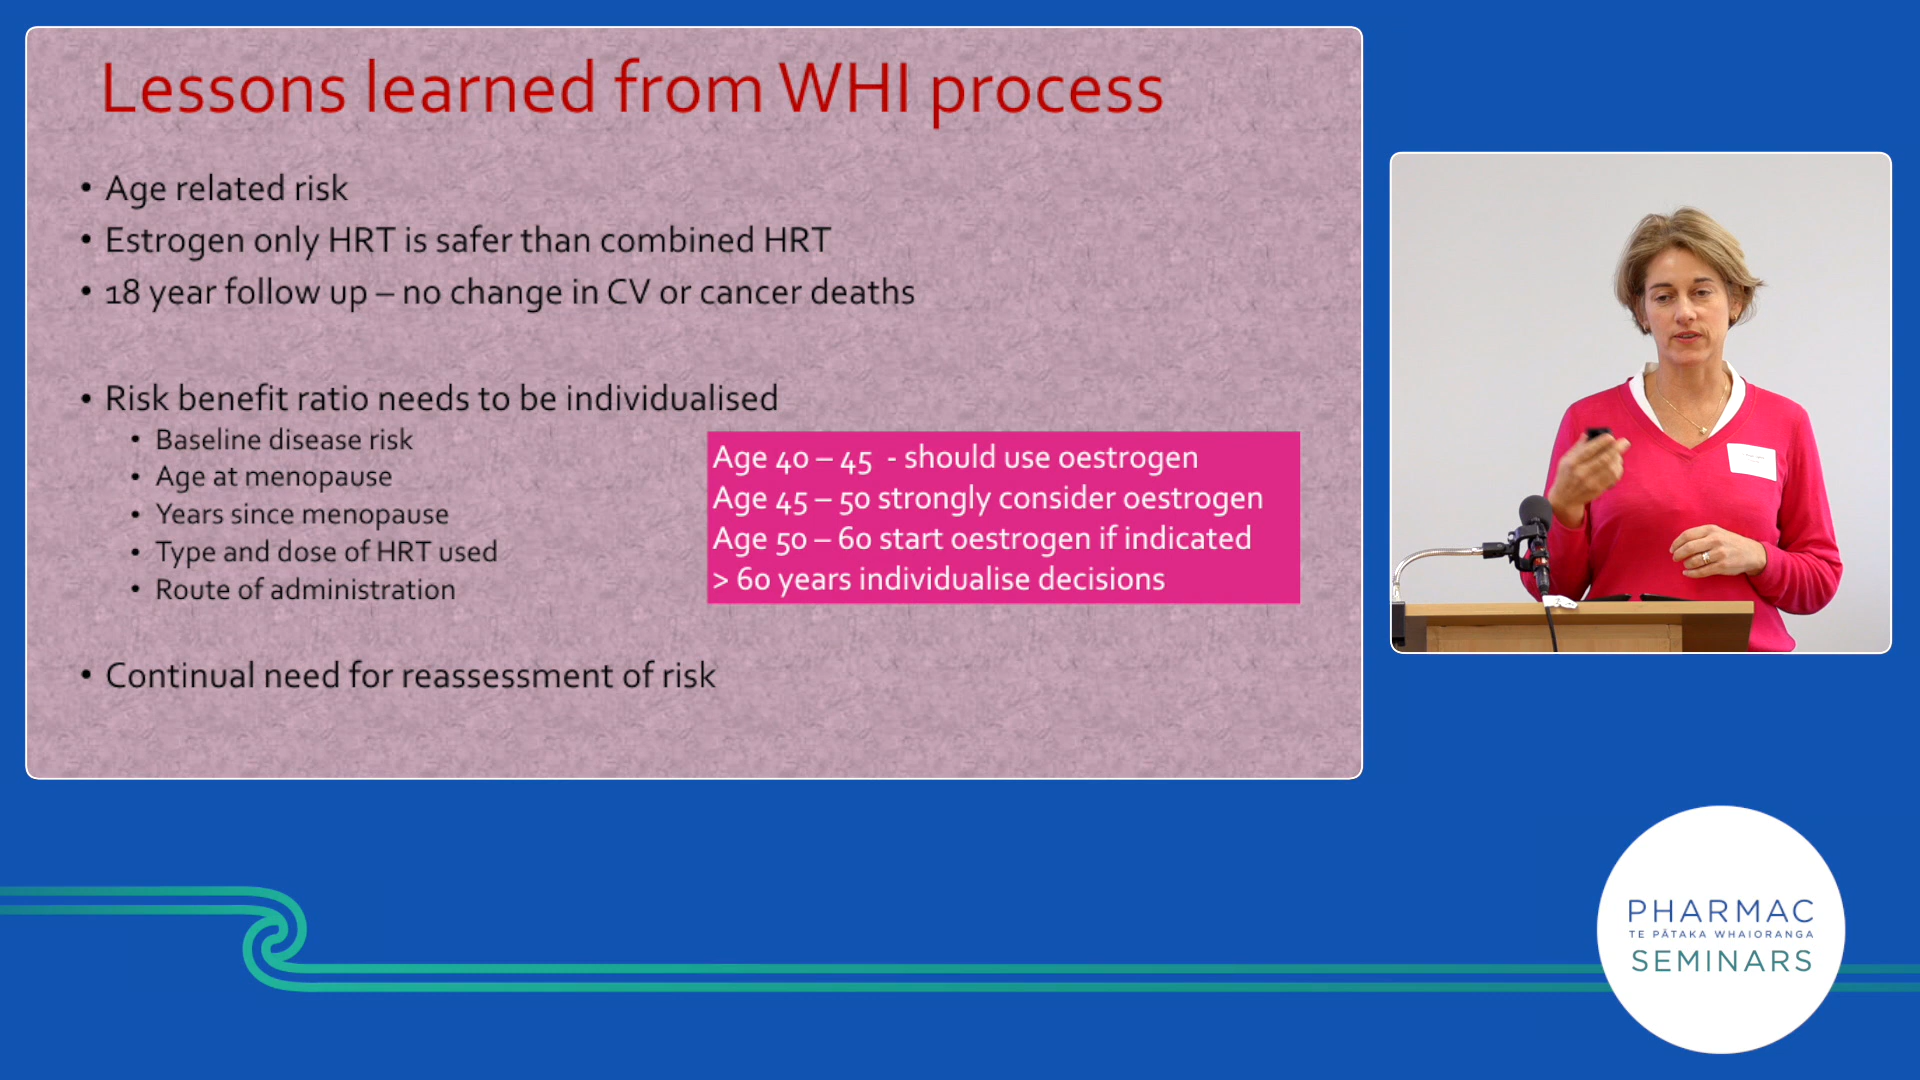 Lessons learned from WHI process
• Age related risk
• Estrogen only HRT is safer than combined HRT
• 18 year follow up – no change in CV or cancer deaths
• Risk benefit ratio needs to be individualised
• Baseline disease risk
• Age at menopause
• Years since menopause
• Type and dose of HRT used
• Route of administration
Age 40 – 45 - should use oestrogen
Age 45 – 50 strongly consider oestrogen
Age 50 – 60 start oestrogen if indicated
> 60 years individualise decisions
• Continual need for reassessment of risk
PHARMAC
TE PĀTAKA WHAIORANGA
SEMINARS